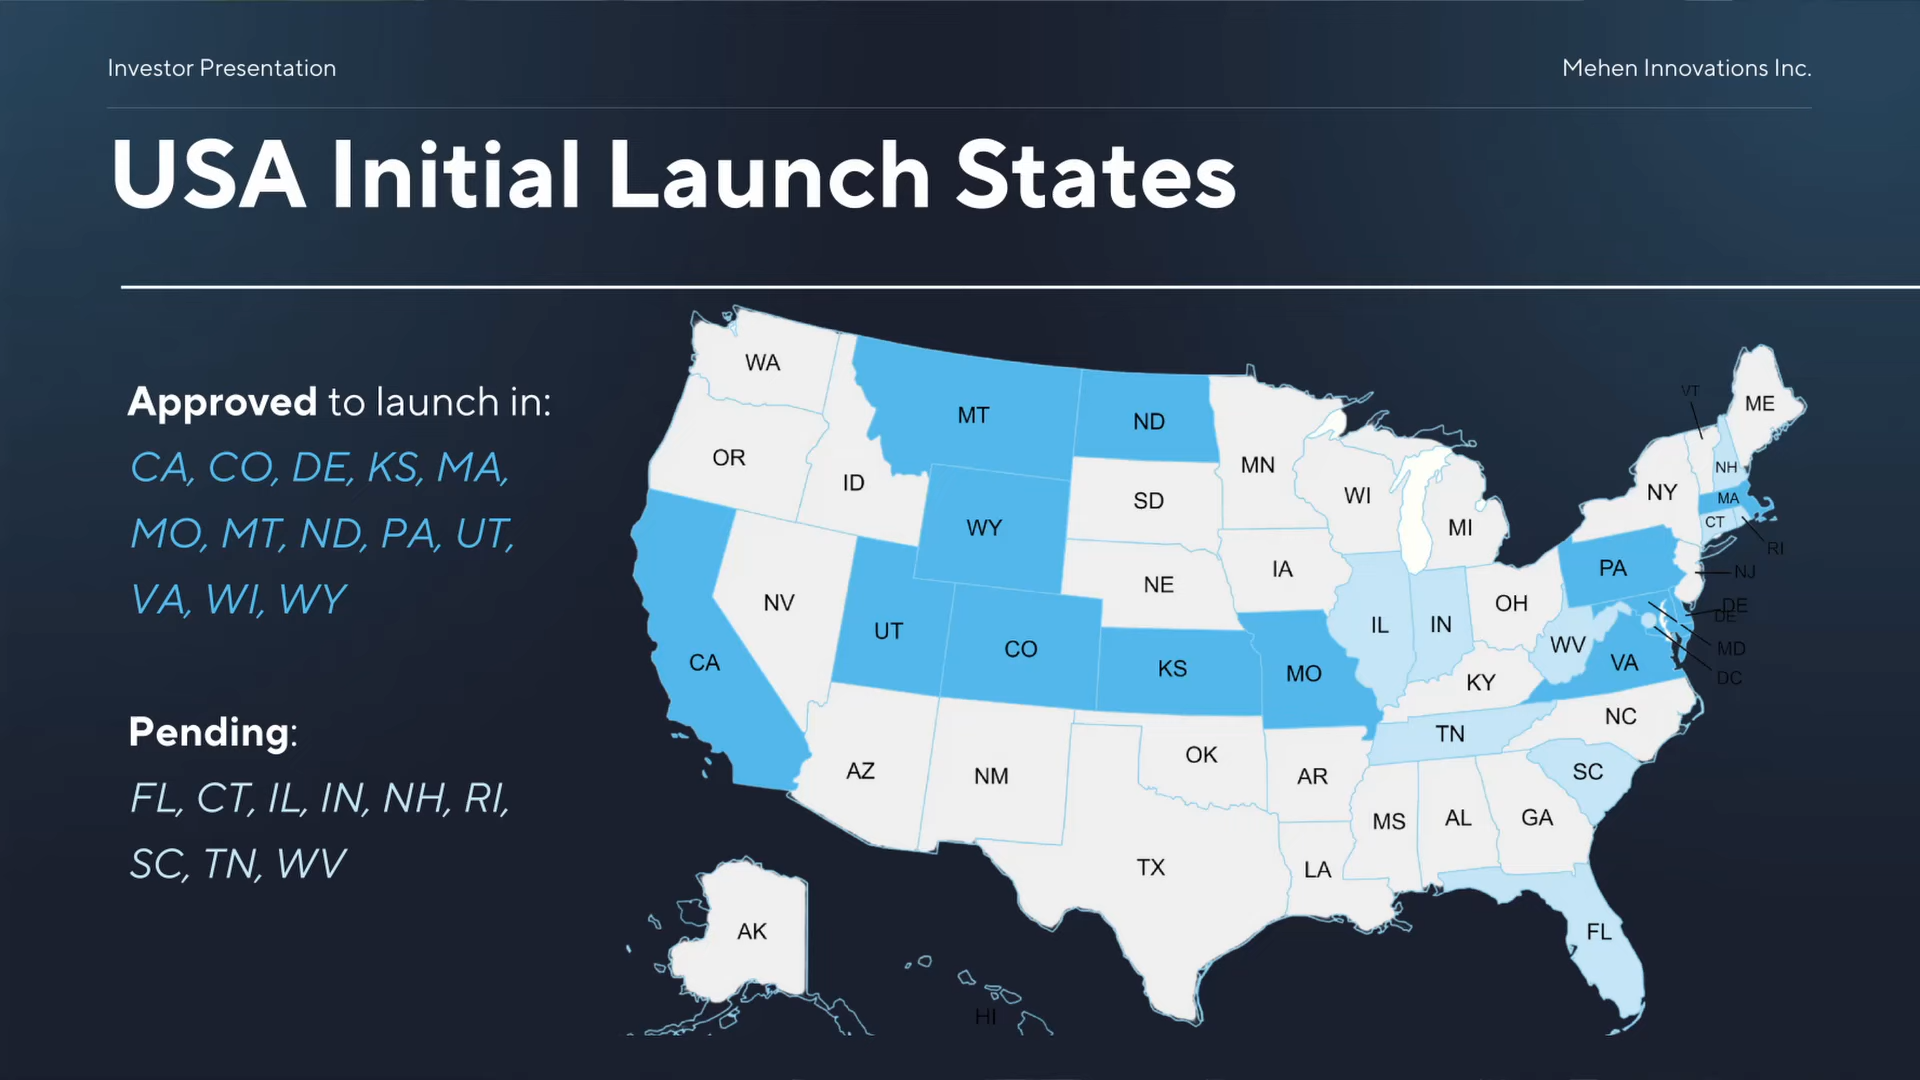 Investor Presentation
Mehen Innovations Inc.
USA Initial Launch States
Approved to launch in:
CA, CO, DE, KS, MA,
MO, MT, ND, PA, UT,
VA, WI, WY
Pending:
FL, CT, IL, IN, NH, RI,
SC, TN, WV
WA
MT
ND
VT
ME
OR
ID
MN
SD
WI
MI
NY
NH
MA
CT
RI
WY
NV
NE
IA
PA
NJ
OH
DE
DE
UT
CO
IL
IN
WV
MD
DC
VA
CA
KS
MO
KY
NC
TN
AZ
NM
OK
AR
SC
MS
AL
GA
TX
LA
AK
FL
HI